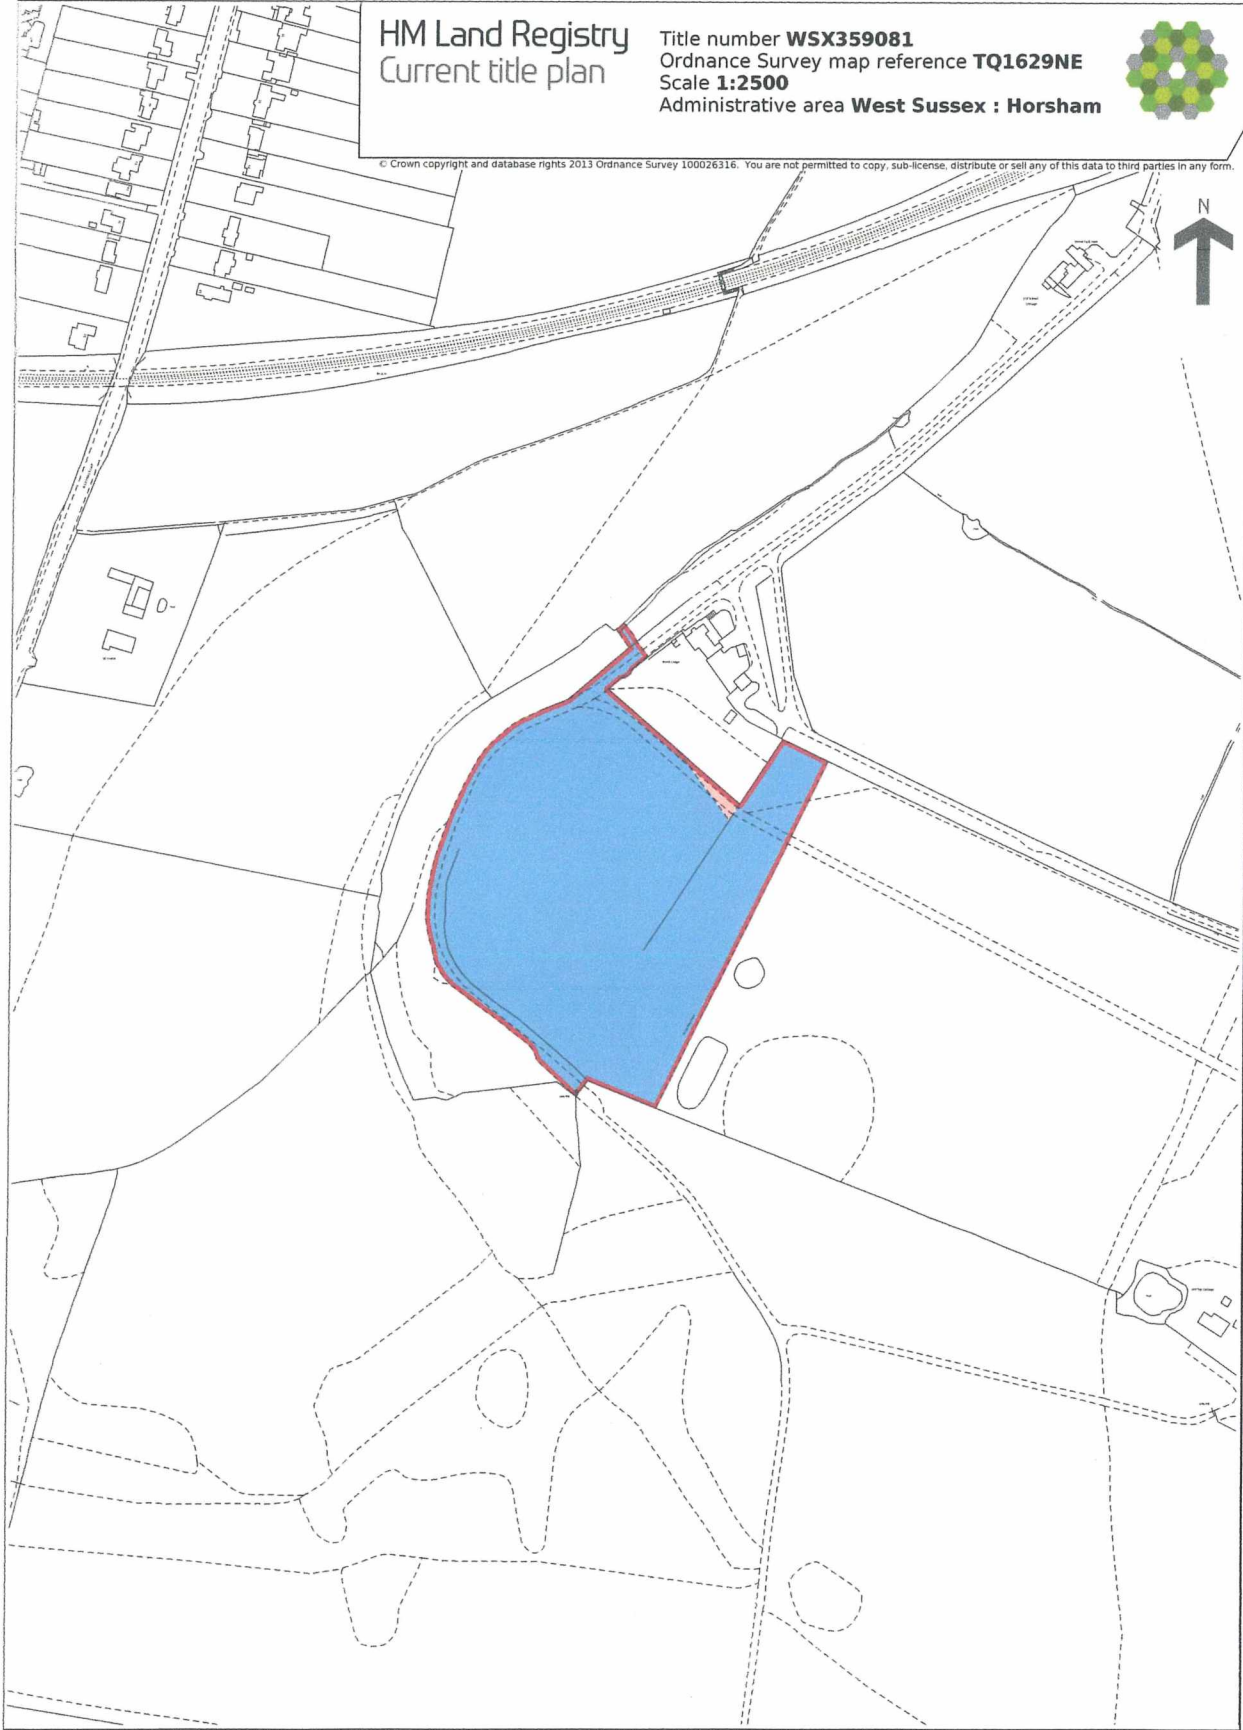 HM Land Registry
Current title plan
Title number WSX359081
Ordnance Survey map reference TQ1629NE
Scale 1:2500
Administrative area West Sussex : Horsham
© Crown copyright and database rights 2013 Ordnance Survey 100026316. You are not permitted to copy, sub-license, distribute or sell any of this data to third parties in any form.
N